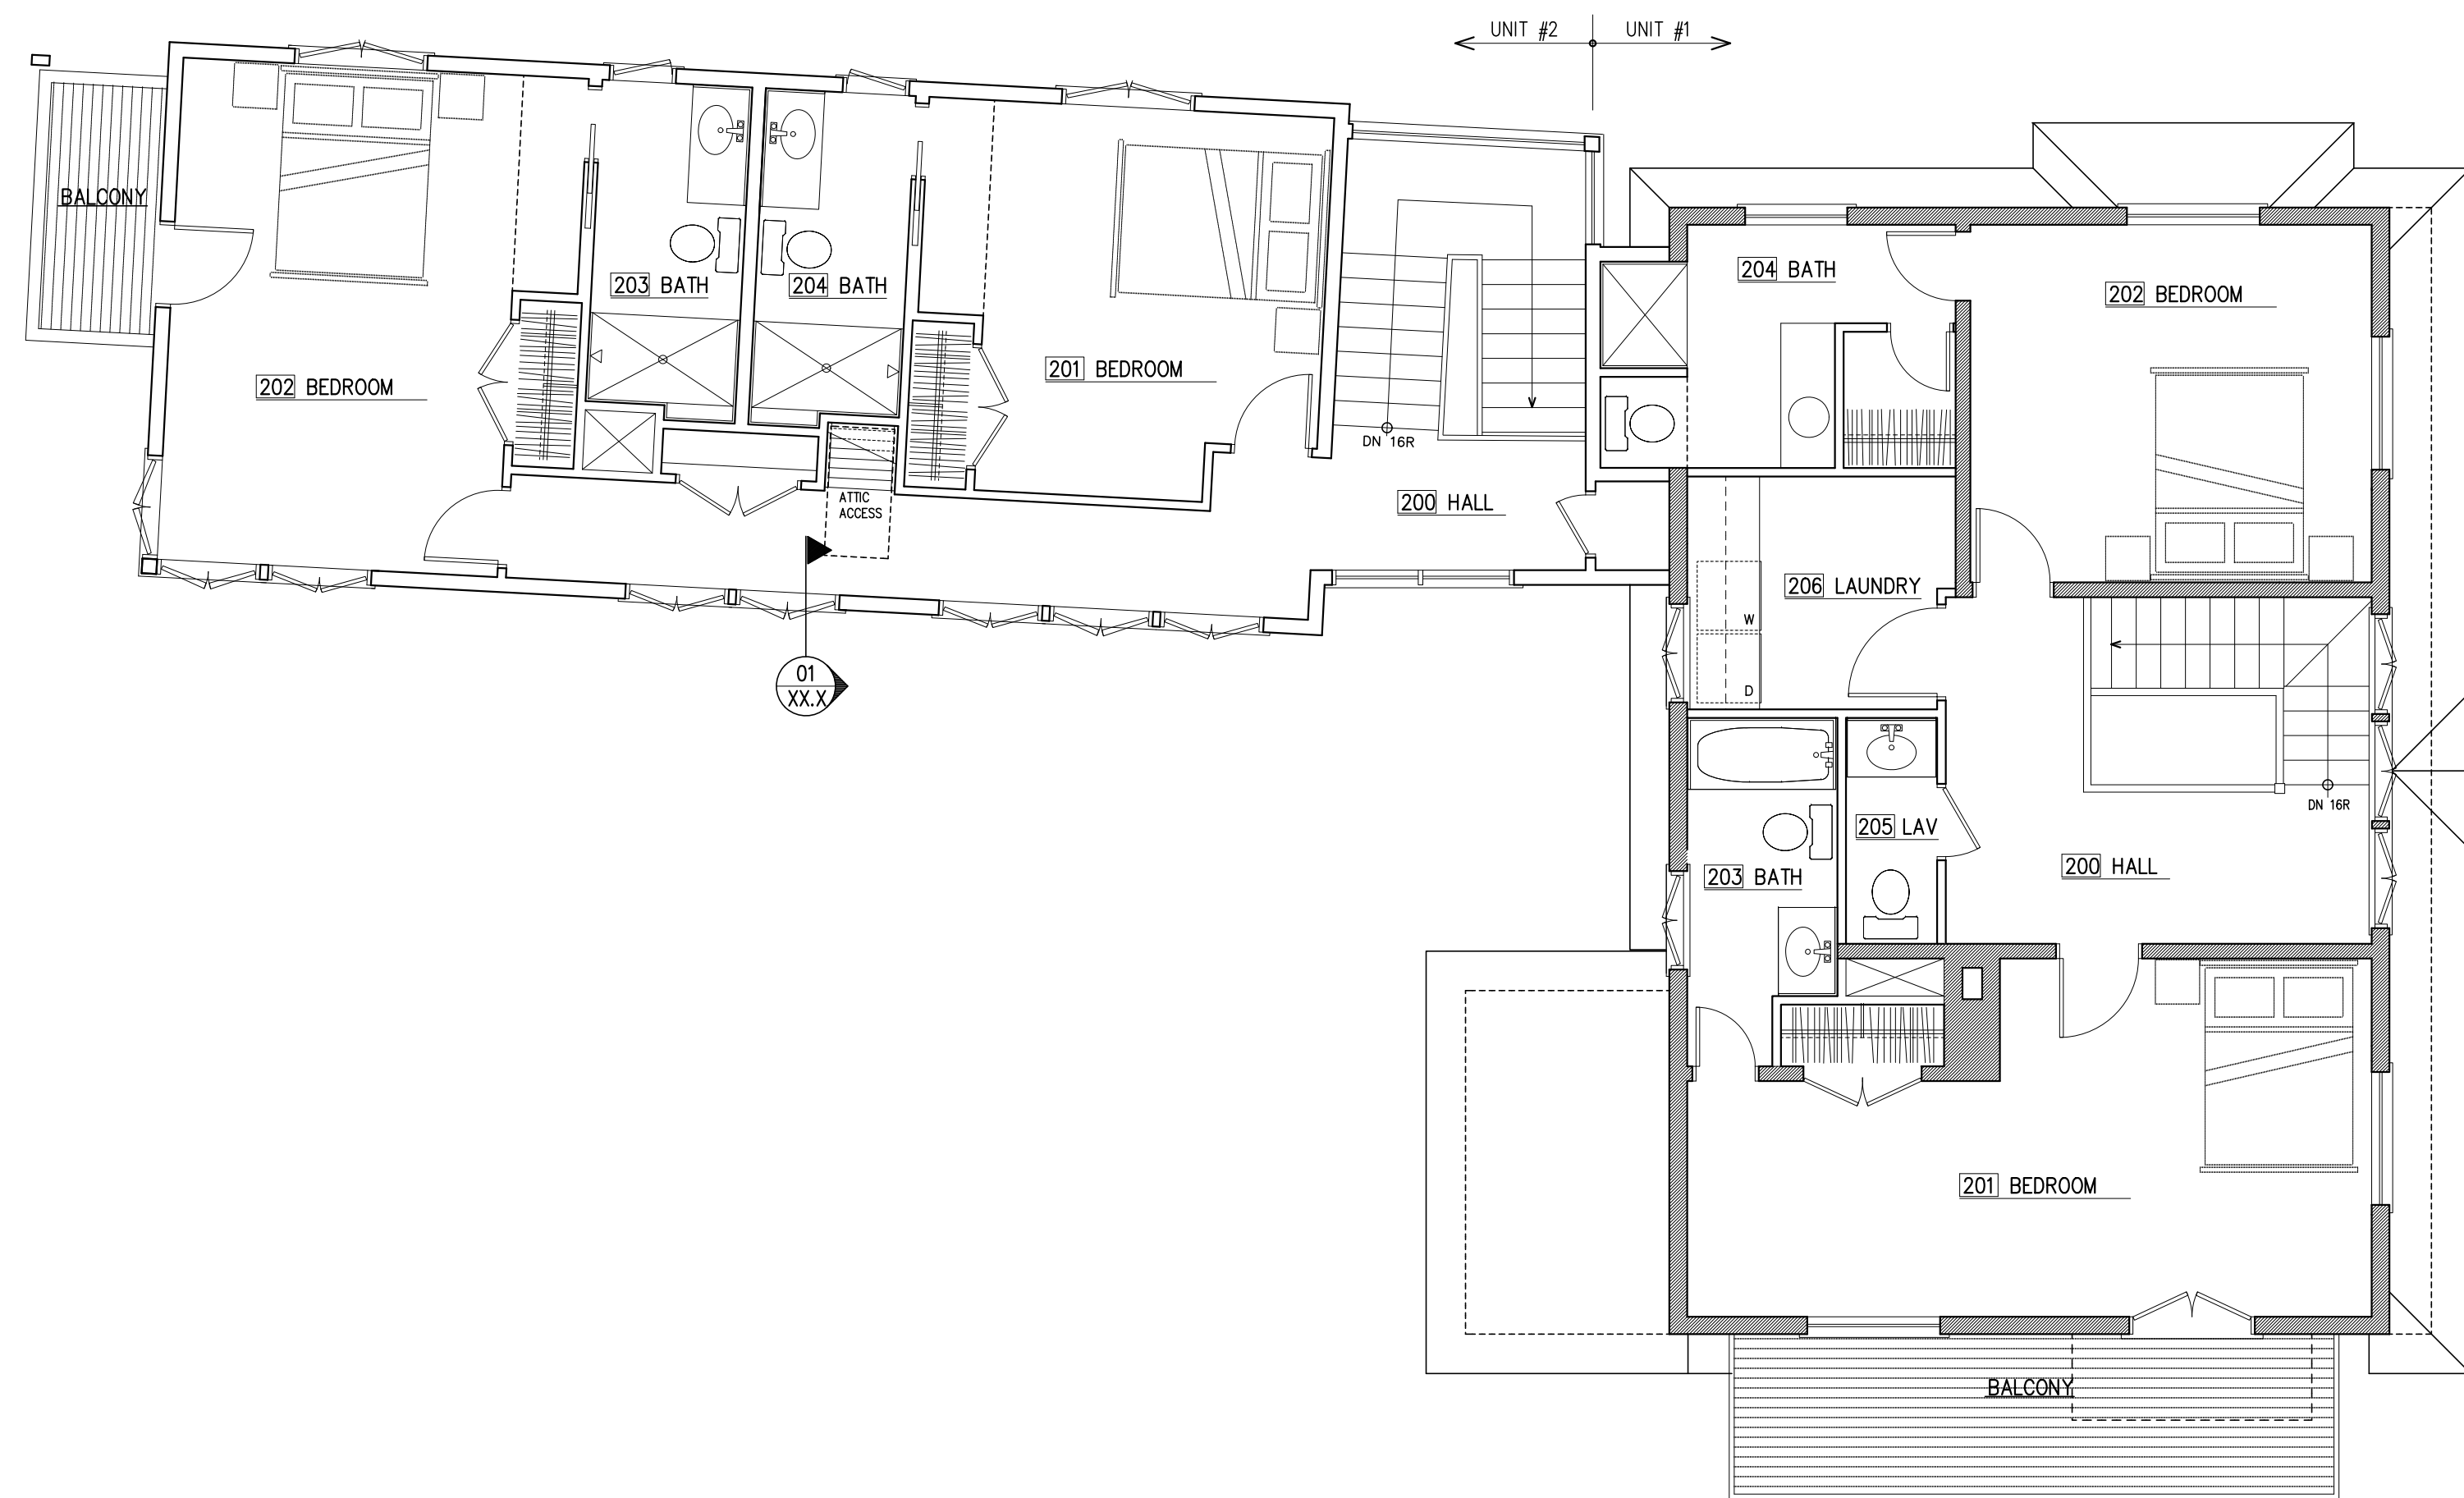 UNIT #2
UNIT #1
BALCONY
203 BATH
204 BATH
202 BEDROOM
201 BEDROOM
DN 16R
ATTIC
ACCESS
200 HALL
01
XX.X
204 BATH
202 BEDROOM
206 LAUNDRY
W
D
DN 16R
205 LAV
203 BATH
200 HALL
201 BEDROOM
BALCONY